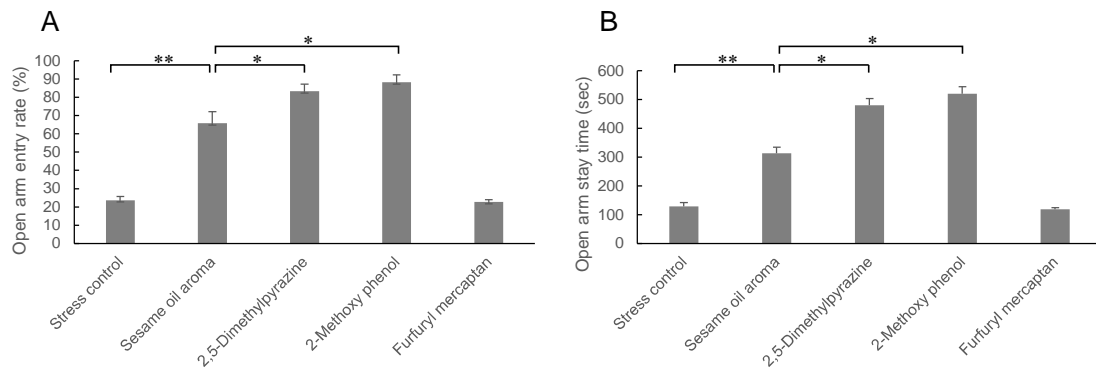 A
Open arm entry rate (%)
100
90
80
70
60
50
40
30
20
10
0
**
*
*
Stress control
Sesame oil aroma
2,5-Dimethylpyrazine
2-Methoxy phenol
Furfuryl mercaptan
B
Open arm stay time (sec)
600
500
400
300
200
100
0
**
*
*
Stress control
Sesame oil aroma
2,5-Dimethylpyrazine
2-Methoxy phenol
Furfuryl mercaptan